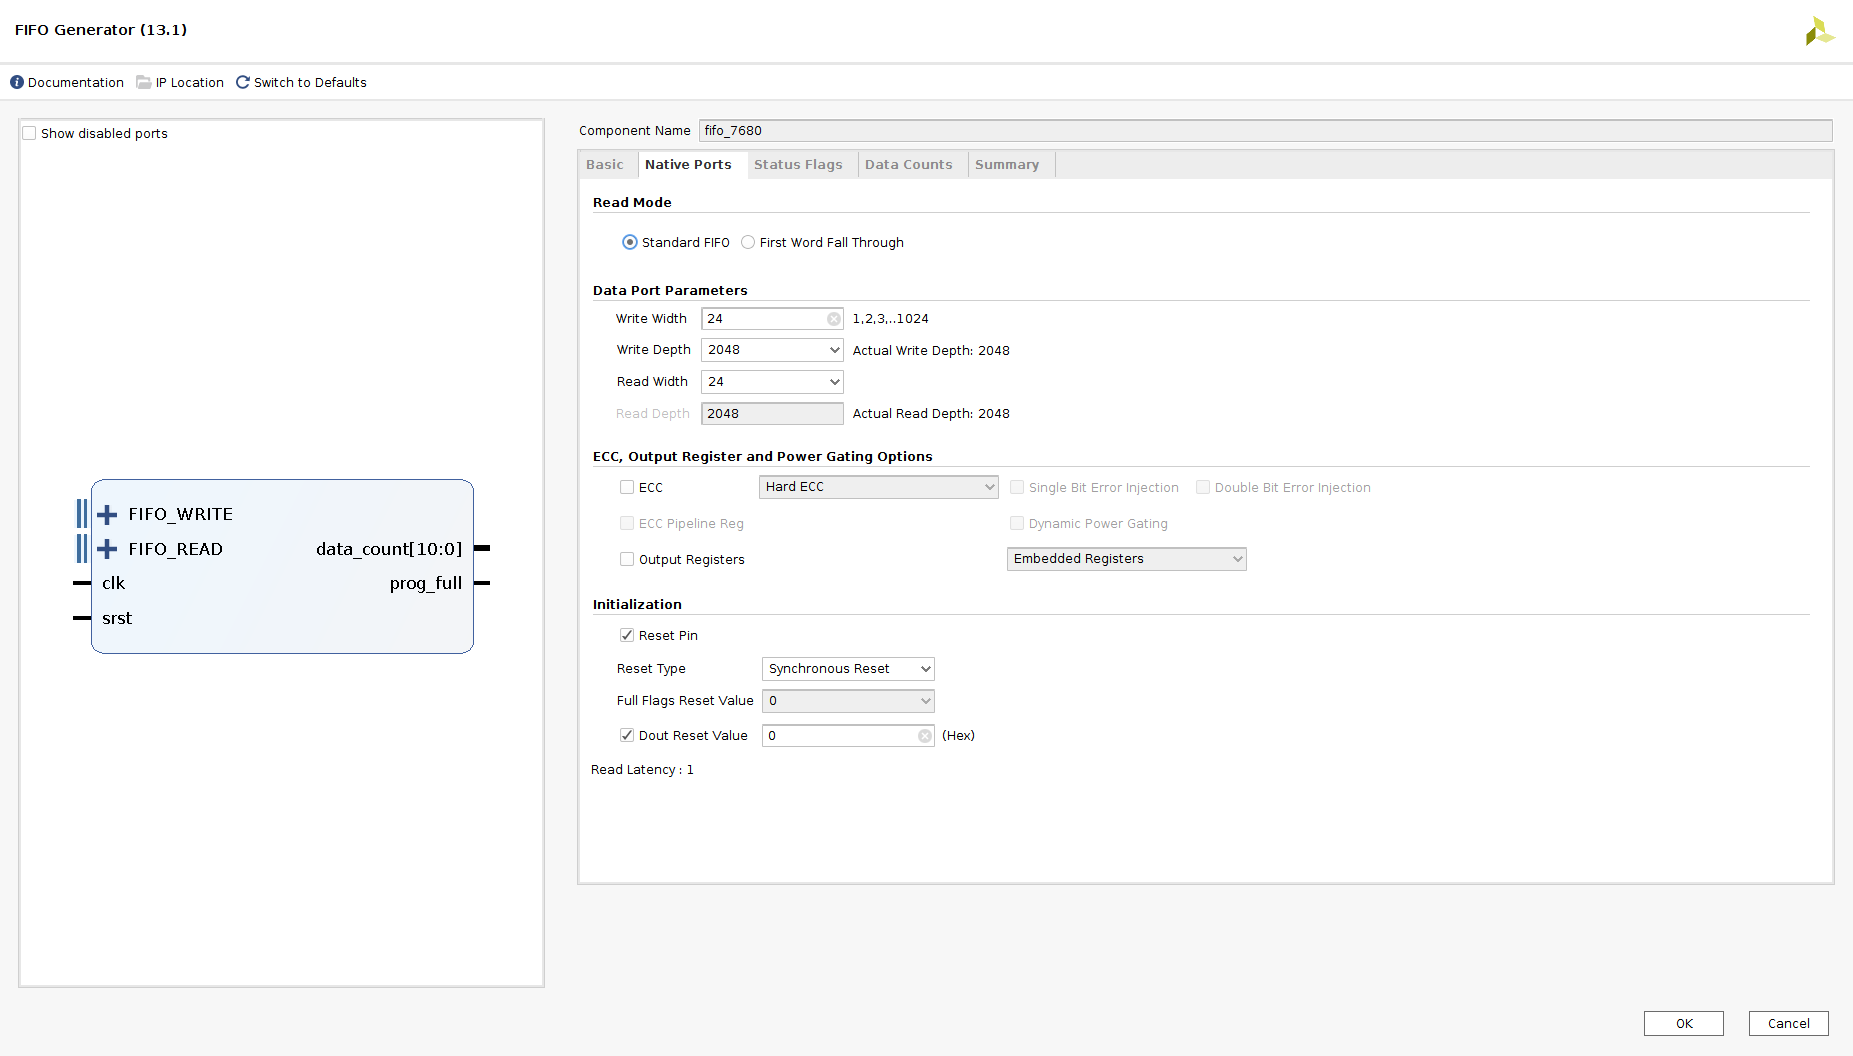 FIFO Generator (13.1)
Documentation IP Location Switch to Defaults
Show disabled ports
FIFO_WRITE
FIFO_READ data_count[10:0]
clk prog_full
srst
Component Name fifo_7680
Basic Native Ports Status Flags Data Counts Summary
Read Mode
Standard FIFO First Word Fall Through
Data Port Parameters
Write Width 24 1,2,3,..1024
Write Depth 2048 Actual Write Depth: 2048
Read Width 24
Read Depth 2048 Actual Read Depth: 2048
ECC, Output Register and Power Gating Options
ECC Hard ECC Single Bit Error Injection Double Bit Error Injection
ECC Pipeline Reg Dynamic Power Gating
Output Registers Embedded Registers
Initialization
Reset Pin
Reset Type Synchronous Reset
Full Flags Reset Value 0
Dout Reset Value 0 (Hex)
Read Latency : 1
OK Cancel